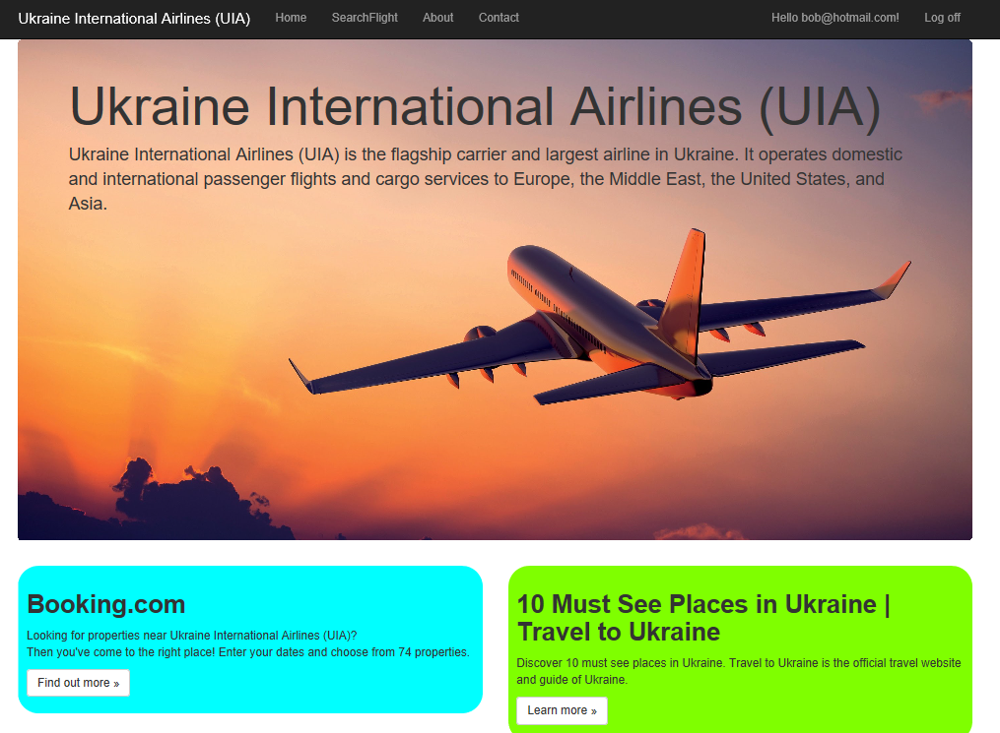 Ukraine International Airlines (UIA) Home SearchFlight About Contact Hello bob@hotmail.com! Log off
Ukraine International Airlines (UIA)
Ukraine International Airlines (UIA) is the flagship carrier and largest airline in Ukraine. It operates domestic
and international passenger flights and cargo services to Europe, the Middle East, the United States, and
Asia.
Booking.com
Looking for properties near Ukraine International Airlines (UIA)?
Then you've come to the right place! Enter your dates and choose from 74 properties.
Find out more »
10 Must See Places in Ukraine |
Travel to Ukraine
Discover 10 must see places in Ukraine. Travel to Ukraine is the official travel website
and guide of Ukraine.
Learn more »